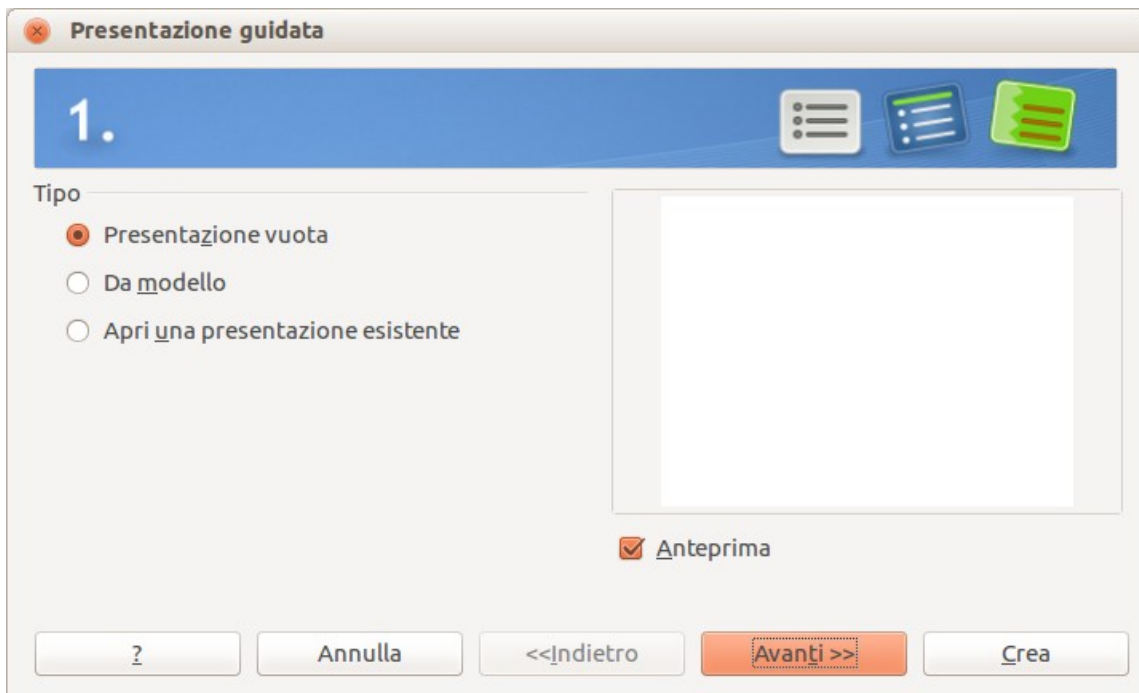 Presentazione guidata
1.
Tipo
Presentazione vuota
Da modello
Apri una presentazione esistente
Anteprima
?
Annulla
<<Indietro
Avanti >>
Crea